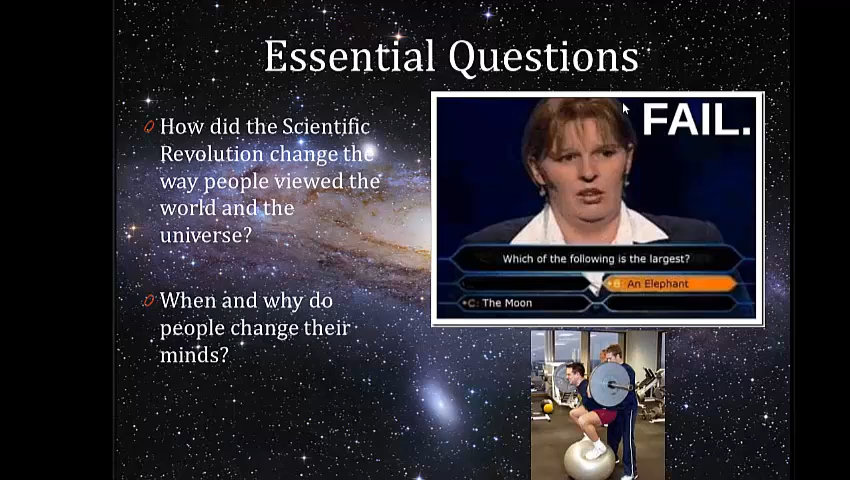 Essential Questions
How did the Scientific
Revolution change the
way people viewed the
world and the
universe?
When and why do
people change their
minds?
FAIL.
Which of the following is the largest?
B: An Elephant
C: The Moon